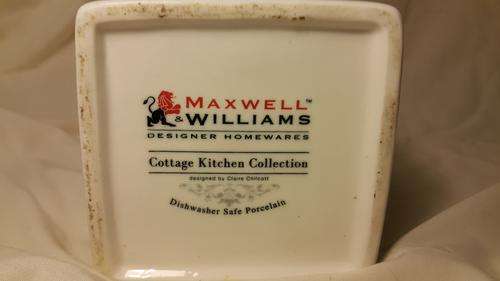 MAXWELL™
& WILLIAMS
DESIGNER HOMEWARES
Cottage Kitchen Collection
designed by Claire Chilcott
Dishwasher Safe Porcelain